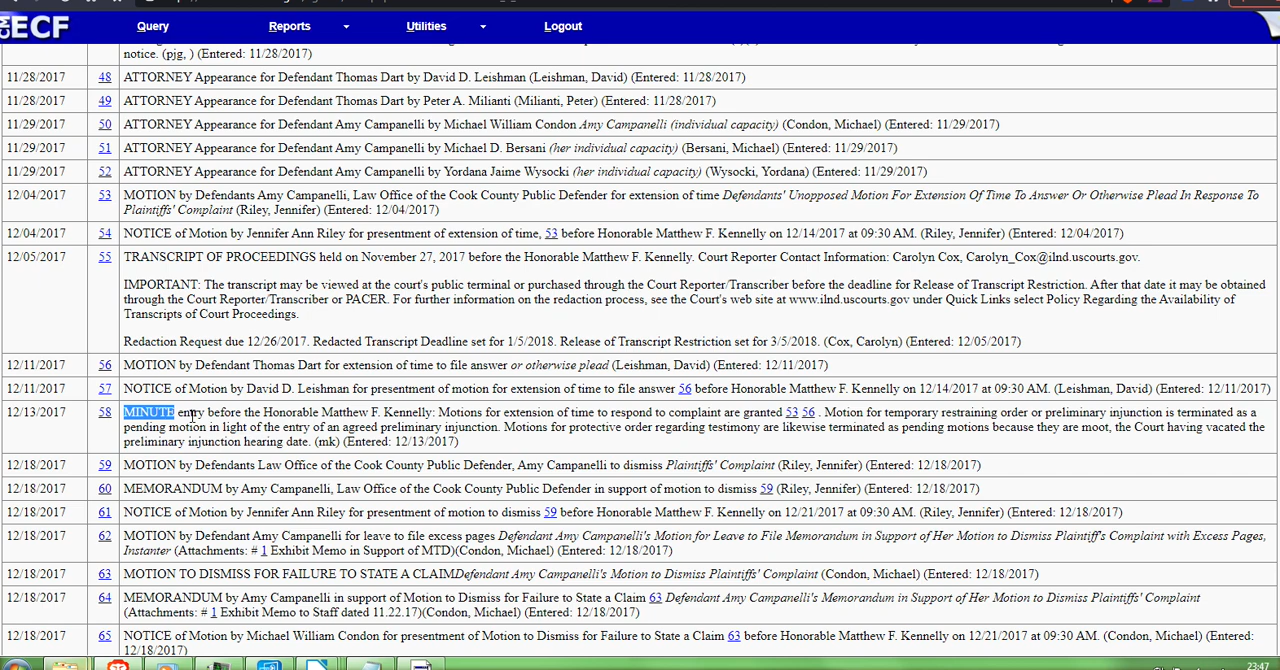 ECF Query Reports Utilities Logout
notice. (pjg, ) (Entered: 11/28/2017)
11/28/2017 48 ATTORNEY Appearance for Defendant Thomas Dart by David D. Leishman (Leishman, David) (Entered: 11/28/2017)
11/28/2017 49 ATTORNEY Appearance for Defendant Thomas Dart by Peter A. Milianti (Milianti, Peter) (Entered: 11/28/2017)
11/29/2017 50 ATTORNEY Appearance for Defendant Amy Campanelli by Michael William Condon Amy Campanelli (individual capacity) (Condon, Michael) (Entered: 11/29/2017)
11/29/2017 51 ATTORNEY Appearance for Defendant Amy Campanelli by Michael D. Bersani (her individual capacity) (Bersani, Michael) (Entered: 11/29/2017)
11/29/2017 52 ATTORNEY Appearance for Defendant Amy Campanelli by Yordana Jaime Wysocki (her individual capacity) (Wysocki, Yordana) (Entered: 11/29/2017)
12/04/2017 53 MOTION by Defendants Amy Campanelli, Law Office of the Cook County Public Defender for extension of time Defendants' Unopposed Motion For Extension Of Time To Answer Or Otherwise Plead In Response To
Plaintiffs' Complaint (Riley, Jennifer) (Entered: 12/04/2017)
12/04/2017 54 NOTICE of Motion by Jennifer Ann Riley for presentment of extension of time, 53 before Honorable Matthew F. Kennelly on 12/14/2017 at 09:30 AM. (Riley, Jennifer) (Entered: 12/04/2017)
12/05/2017 55 TRANSCRIPT OF PROCEEDINGS held on November 27, 2017 before the Honorable Matthew F. Kennelly. Court Reporter Contact Information: Carolyn Cox, Carolyn_Cox@ilnd.uscourts.gov.
IMPORTANT: The transcript may be viewed at the court's public terminal or purchased through the Court Reporter/Transcriber before the deadline for Release of Transcript Restriction. After that date it may be obtained
through the Court Reporter/Transcriber or PACER. For further information on the redaction process, see the Court's web site at www.ilnd.uscourts.gov under Quick Links select Policy Regarding the Availability of
Transcripts of Court Proceedings.
Redaction Request due 12/26/2017. Redacted Transcript Deadline set for 1/5/2018. Release of Transcript Restriction set for 3/5/2018. (Cox, Carolyn) (Entered: 12/05/2017)
12/11/2017 56 MOTION by Defendant Thomas Dart for extension of time to file answer or otherwise plead (Leishman, David) (Entered: 12/11/2017)
12/11/2017 57 NOTICE of Motion by David D. Leishman for presentment of motion for extension of time to file answer 56 before Honorable Matthew F. Kennelly on 12/14/2017 at 09:30 AM. (Leishman, David) (Entered: 12/11/2017)
12/13/2017 58 MINUTE entry before the Honorable Matthew F. Kennelly: Motions for extension of time to respond to complaint are granted 53 56 . Motion for temporary restraining order or preliminary injunction is terminated as a
pending motion in light of the entry of an agreed preliminary injunction. Motions for protective order regarding testimony are likewise terminated as pending motions because they are moot, the Court having vacated the
preliminary injunction hearing date. (mk) (Entered: 12/13/2017)
12/18/2017 59 MOTION by Defendants Law Office of the Cook County Public Defender, Amy Campanelli to dismiss Plaintiffs' Complaint (Riley, Jennifer) (Entered: 12/18/2017)
12/18/2017 60 MEMORANDUM by Amy Campanelli, Law Office of the Cook County Public Defender in support of motion to dismiss 59 (Riley, Jennifer) (Entered: 12/18/2017)
12/18/2017 61 NOTICE of Motion by Jennifer Ann Riley for presentment of motion to dismiss 59 before Honorable Matthew F. Kennelly on 12/21/2017 at 09:30 AM. (Riley, Jennifer) (Entered: 12/18/2017)
12/18/2017 62 MOTION by Defendant Amy Campanelli for leave to file excess pages Defendant Amy Campanelli's Motion for Leave to File Memorandum in Support of Her Motion to Dismiss Plaintiff's Complaint with Excess Pages,
Instanter (Attachments: # 1 Exhibit Memo in Support of MTD)(Condon, Michael) (Entered: 12/18/2017)
12/18/2017 63 MOTION TO DISMISS FOR FAILURE TO STATE A CLAIMDefendant Amy Campanelli's Motion to Dismiss Plaintiffs' Complaint (Condon, Michael) (Entered: 12/18/2017)
12/18/2017 64 MEMORANDUM by Amy Campanelli in support of Motion to Dismiss for Failure to State a Claim 63 Defendant Amy Campanelli's Memorandum in Support of Her Motion to Dismiss Plaintiffs' Complaint
(Attachments: # 1 Exhibit Memo to Staff dated 11.22.17)(Condon, Michael) (Entered: 12/18/2017)
12/18/2017 65 NOTICE of Motion by Michael William Condon for presentment of Motion to Dismiss for Failure to State a Claim 63 before Honorable Matthew F. Kennelly on 12/21/2017 at 09:30 AM. (Condon, Michael) (Entered:
12/18/2017)
23:47